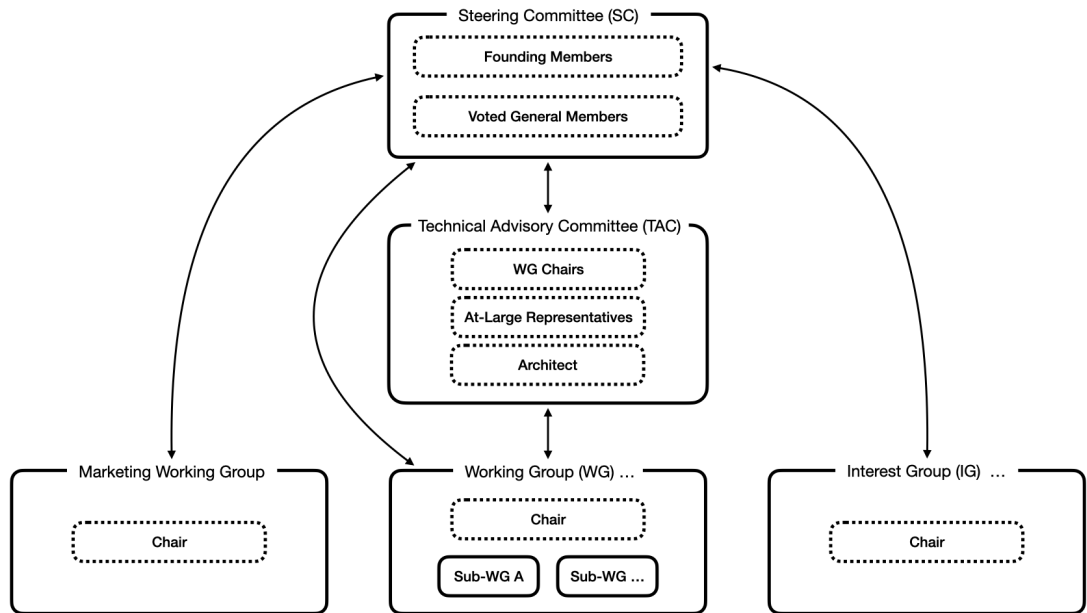 Steering Committee (SC)
Founding Members
Voted General Members
Technical Advisory Committee (TAC)
WG Chairs
At-Large Representatives
Architect
Marketing Working Group
Chair
Working Group (WG) …
Chair
Sub-WG A
Sub-WG …
Interest Group (IG) …
Chair